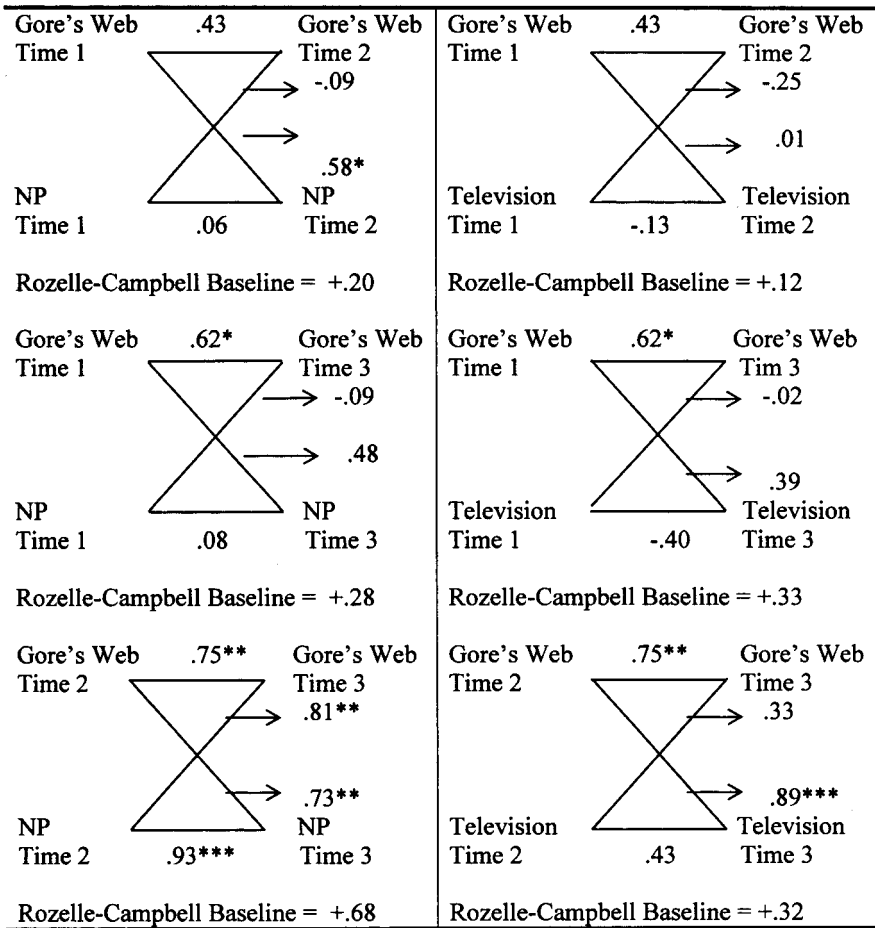 Gore's Web .43 Gore's Web
Time 1 Time 2
-.09
.58*
NP NP
Time 1 .06 Time 2
Rozelle-Campbell Baseline = +.20
Gore's Web .62* Gore's Web
Time 1 Time 3
-.09
.48
NP NP
Time 1 .08 Time 3
Rozelle-Campbell Baseline = +.28
Gore's Web .75** Gore's Web
Time 2 Time 3
.81**
.73**
NP NP
Time 2 .93*** Time 3
Rozelle-Campbell Baseline = +.68
Gore's Web .43 Gore's Web
Time 1 Time 2
-.25
.01
Television Television
Time 1 -.13 Time 2
Rozelle-Campbell Baseline = +.12
Gore's Web .62* Gore's Web
Time 1 Tim 3
-.02
.39
Television Television
Time 1 -.40 Time 3
Rozelle-Campbell Baseline = +.33
Gore's Web .75** Gore's Web
Time 2 Time 3
.33
.89***
Television Television
Time 2 .43 Time 3
Rozelle-Campbell Baseline = +.32